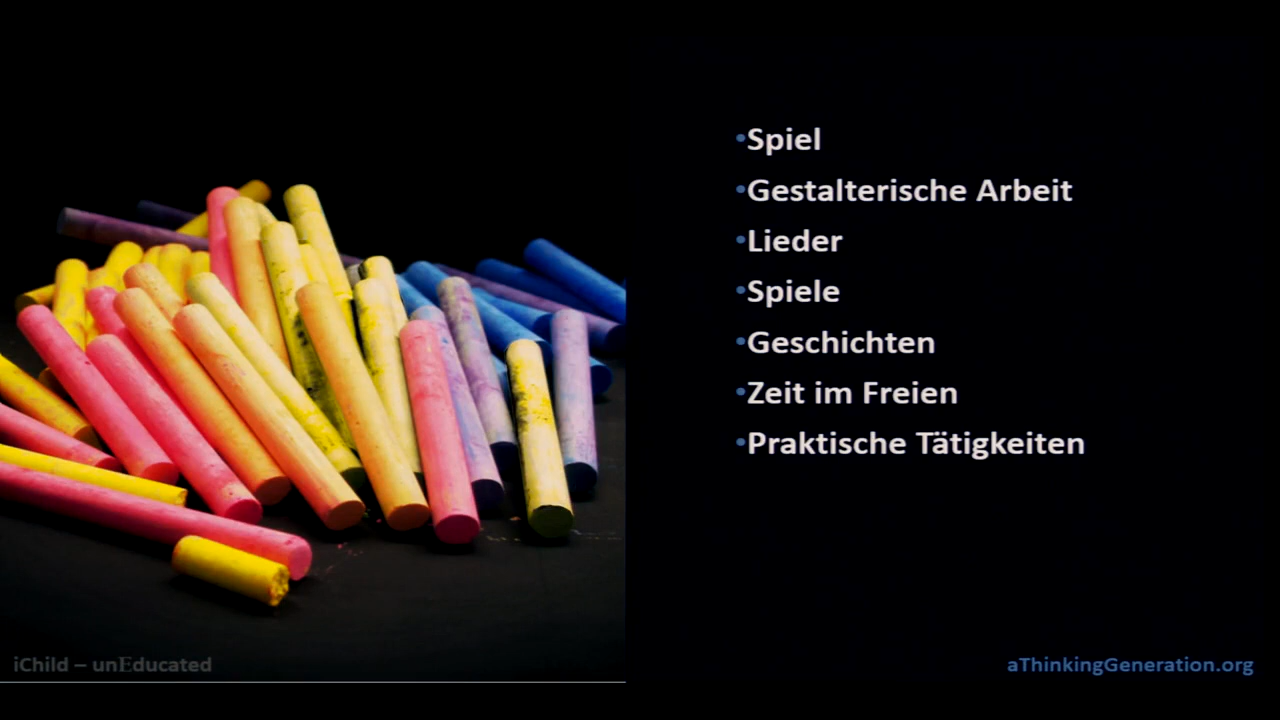 •Spiel
•Gestalterische Arbeit
•Lieder
•Spiele
•Geschichten
•Zeit im Freien
•Praktische Tätigkeiten
iChild – unEducated
aThinkingGeneration.org